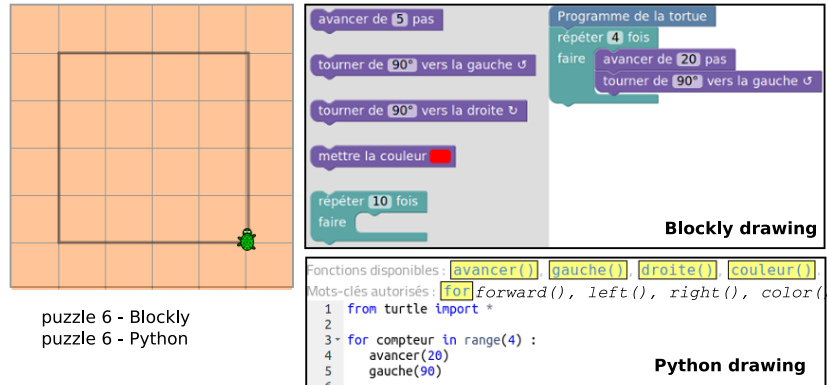 avancer de 5 pas
tourner de 90° vers la gauche ↺
tourner de 90° vers la droite ↻
mettre la couleur
répéter 10 fois
faire
Programme de la tortue
répéter 4 fois
faire avancer de 20 pas
tourner de 90° vers la gauche ↺
Blockly drawing
puzzle 6 - Blockly
puzzle 6 - Python
Fonctions disponibles : avancer(), gauche(), droite(), couleur().
Mots-clés autorisés : for forward(), left(), right(), color(
1 from turtle import *
2
3 for compteur in range(4) :
4 avancer(20)
5 gauche(90)
Python drawing